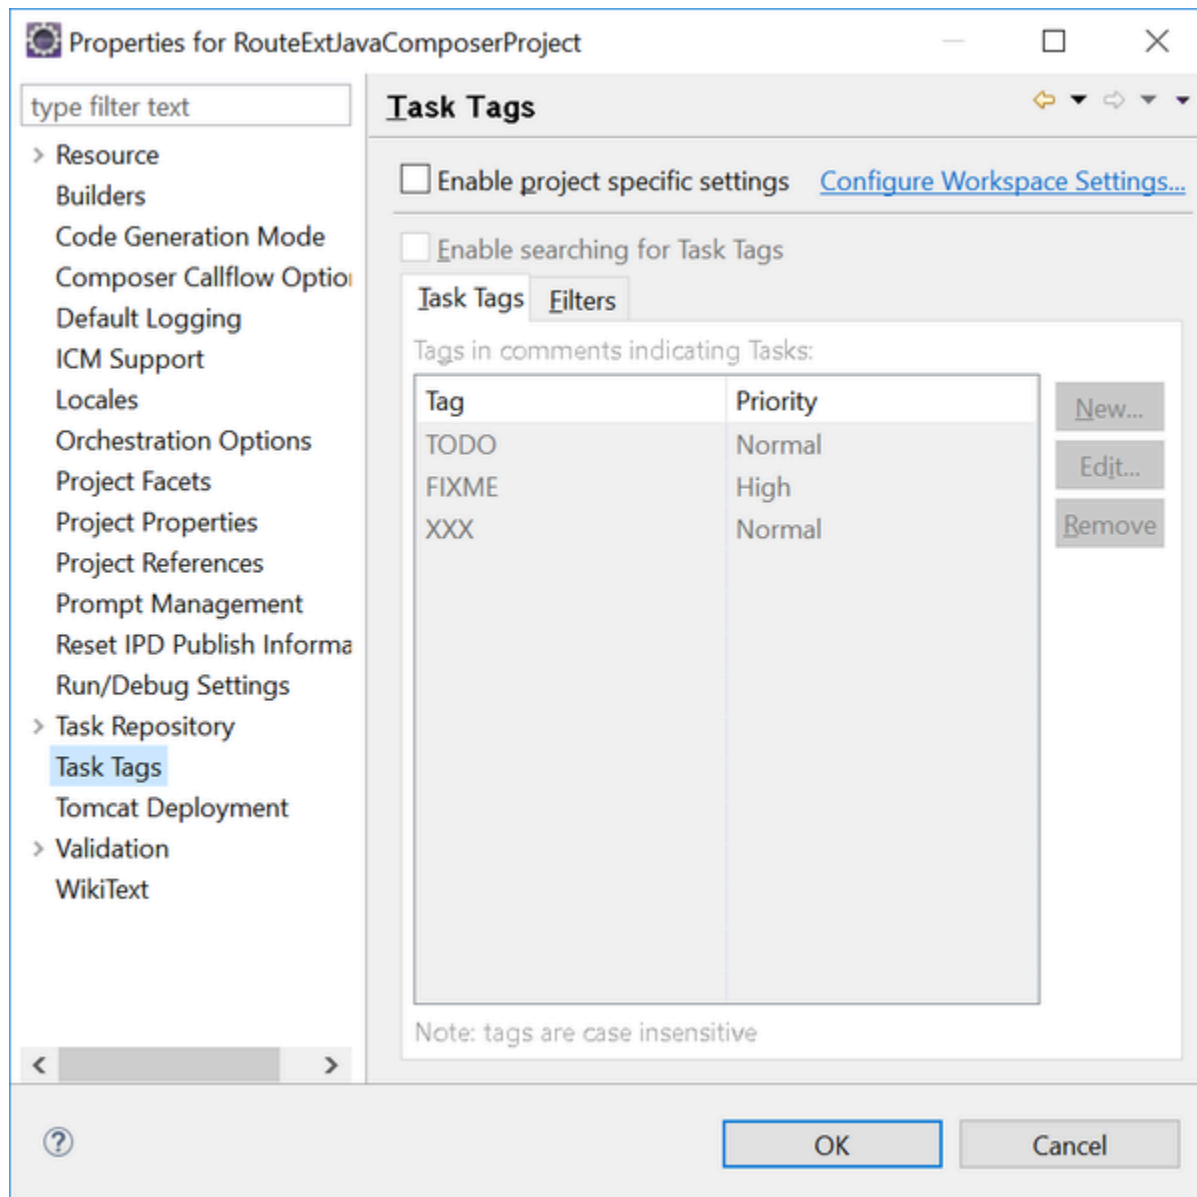 Properties for RouteExtJavaComposerProject
type filter text
Resource
Builders
Code Generation Mode
Composer Callflow Optio
Default Logging
ICM Support
Locales
Orchestration Options
Project Facets
Project Properties
Project References
Prompt Management
Reset IPD Publish Informa
Run/Debug Settings
Task Repository
Task Tags
Tomcat Deployment
Validation
WikiText
Task Tags
Enable project specific settings Configure Workspace Settings...
Enable searching for Task Tags
Task Tags Filters
Tags in comments indicating Tasks:
Tag Priority
TODO Normal
FIXME High
XXX Normal
New...
Edit...
Remove
Note: tags are case insensitive
OK Cancel